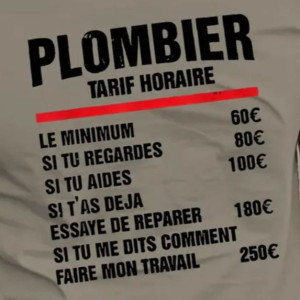 PLOMBIER
TARIF HORAIRE
LE MINIMUM 60€
SI TU REGARDES 80€
SI TU AIDES 100€
SI T'AS DEJA
ESSAYE DE REPARER 180€
SI TU ME DITS COMMENT
FAIRE MON TRAVAIL 250€